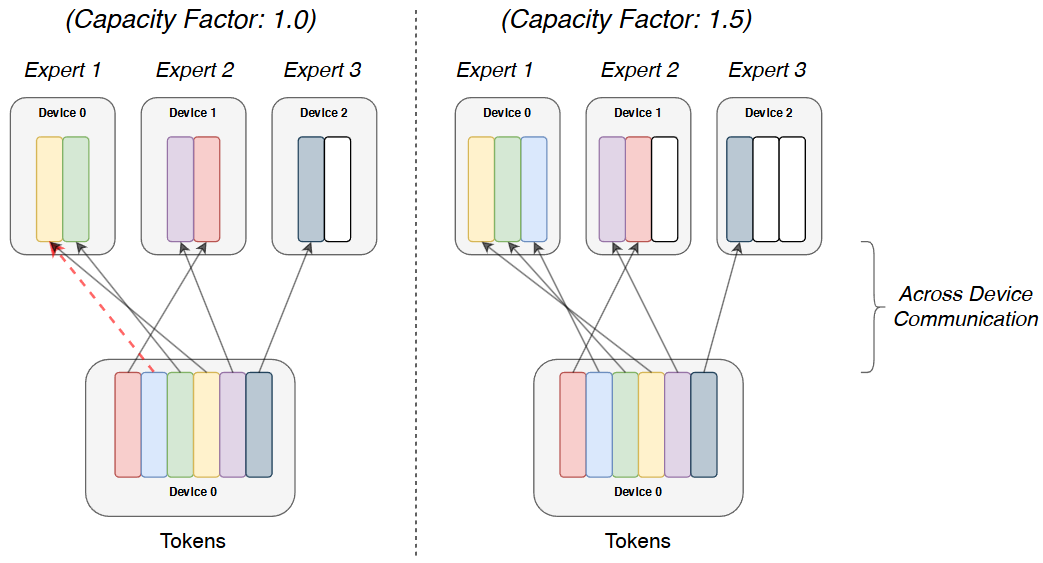 (Capacity Factor: 1.0)
(Capacity Factor: 1.5)
Expert 1
Expert 2
Expert 3
Expert 1
Expert 2
Expert 3
Device 0
Device 1
Device 2
Device 0
Device 1
Device 2
Across Device
Communication
Device 0
Device 0
Tokens
Tokens